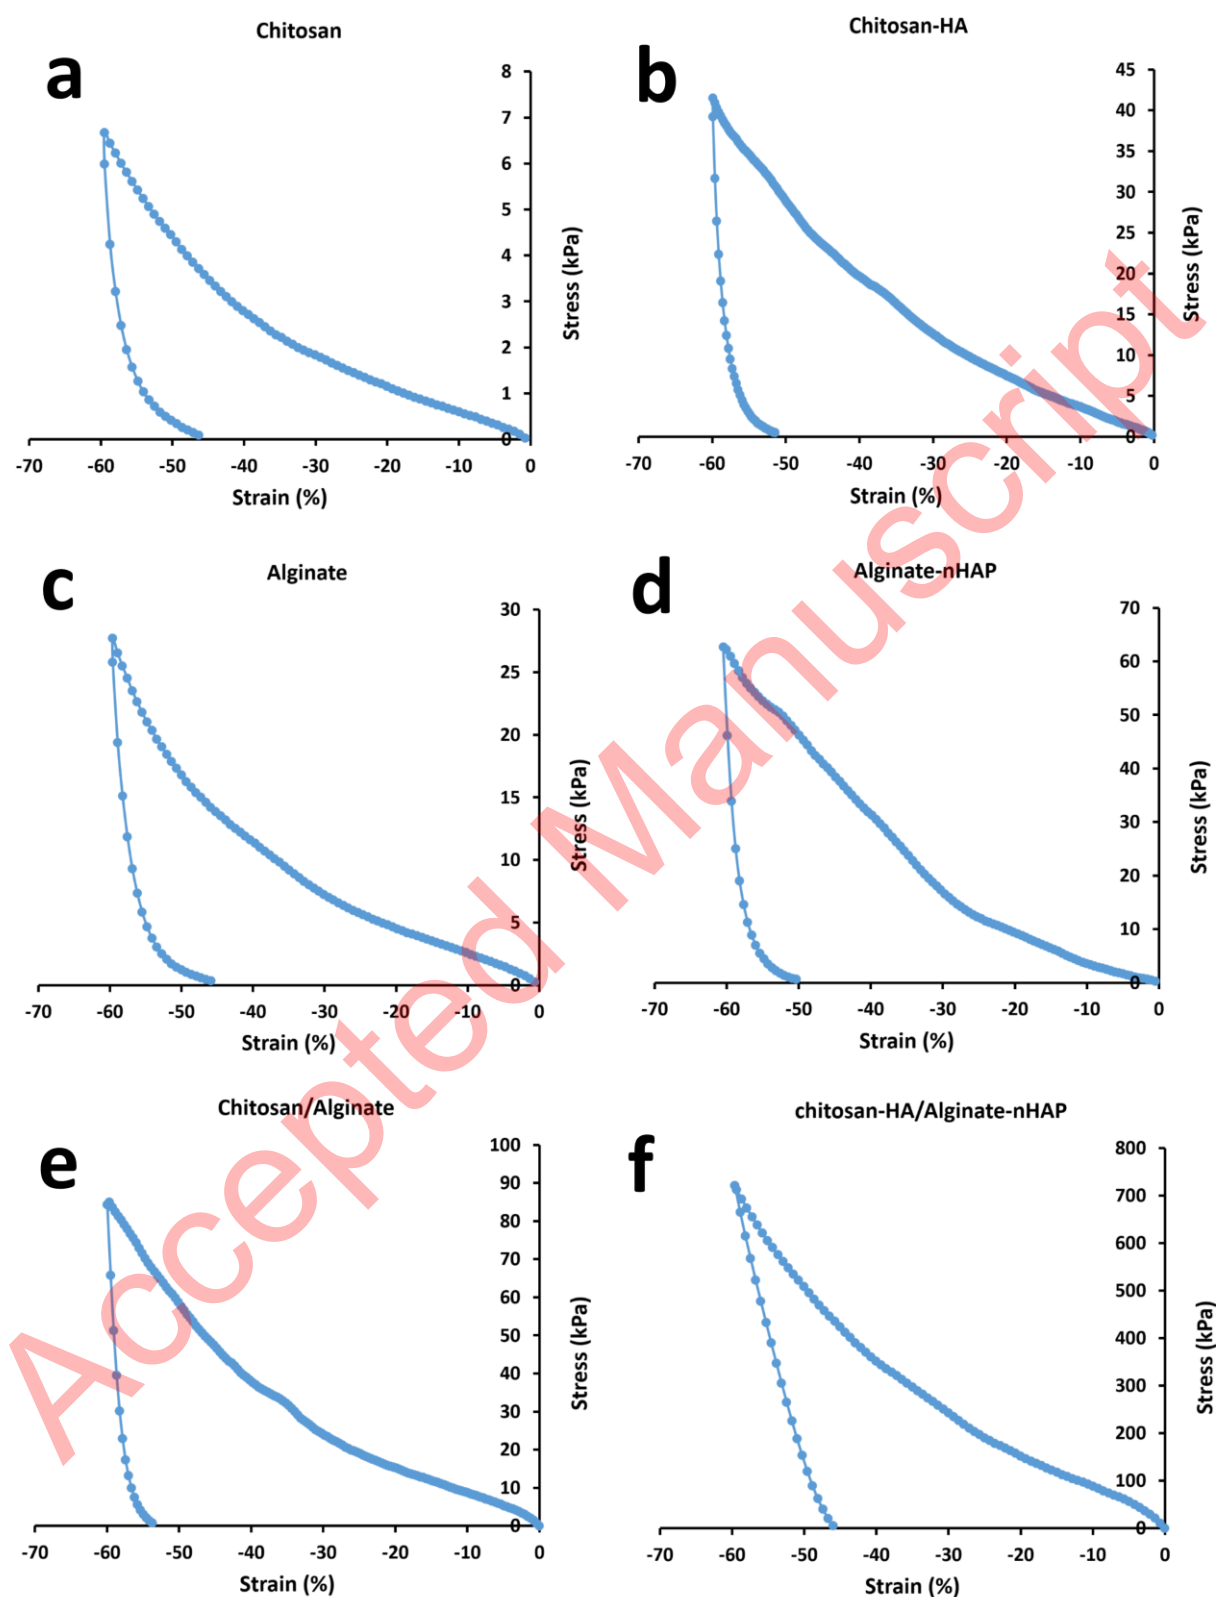 Chitosan
a
8
7
6
5
4
3
2
1
0
Stress (kPa)
-70 -60 -50 -40 -30 -20 -10 0
Strain (%)
Chitosan-HA
b
45
40
35
30
25
20
15
10
5
0
Stress (kPa)
-70 -60 -50 -40 -30 -20 -10 0
Strain (%)
Alginate
c
30
25
20
15
10
5
0
Stress (kPa)
-70 -60 -50 -40 -30 -20 -10 0
Strain (%)
Alginate-nHAP
d
70
60
50
40
30
20
10
0
Stress (kPa)
-70 -60 -50 -40 -30 -20 -10 0
Strain (%)
Chitosan/Alginate
e
100
90
80
70
60
50
40
30
20
10
0
Stress (kPa)
-70 -60 -50 -40 -30 -20 -10 0
Strain (%)
chitosan-HA/Alginate-nHAP
f
800
700
600
500
400
300
200
100
0
Stress (kPa)
-70 -60 -50 -40 -30 -20 -10 0
Strain (%)
Accepted Manuscript